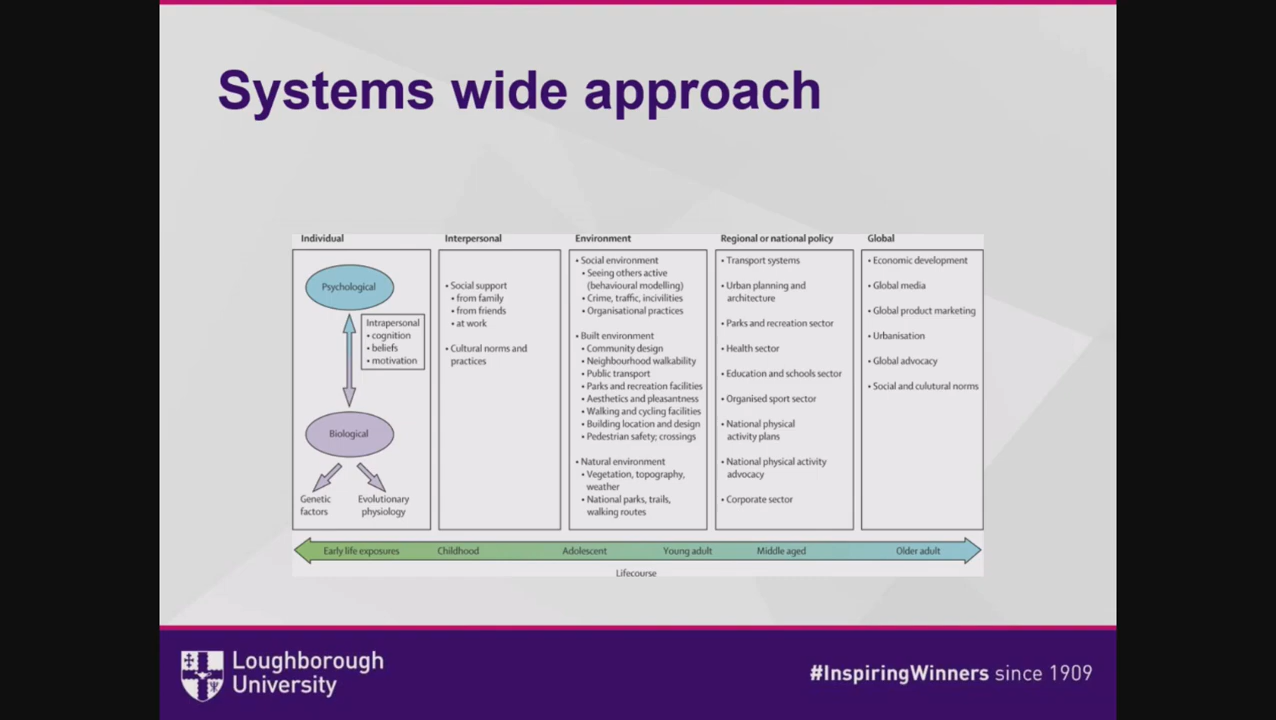 Systems wide approach
Individual
Psychological
Intrapersonal
• cognition
• beliefs
• motivation
Biological
Genetic
factors
Evolutionary
physiology
Interpersonal
• Social support
• from family
• from friends
• at work
• Cultural norms and
practices
Environment
• Social environment
• Seeing others active
(behavioural modelling)
• Crime, traffic, incivilities
• Organisational practices
• Built environment
• Community design
• Neighbourhood walkability
• Public transport
• Parks and recreation facilities
• Aesthetics and pleasantness
• Walking and cycling facilities
• Building location and design
• Pedestrian safety; crossings
• Natural environment
• Vegetation, topography,
weather
• National parks, trails,
walking routes
Regional or national policy
• Transport systems
• Urban planning and
architecture
• Parks and recreation sector
• Health sector
• Education and schools sector
• Organised sport sector
• National physical
activity plans
• National physical activity
advocacy
• Corporate sector
Global
• Economic development
• Global media
• Global product marketing
• Urbanisation
• Global advocacy
• Social and culutural norms
Early life exposures
Childhood
Adolescent
Young adult
Middle aged
Older adult
Lifecourse
Loughborough
University
#InspiringWinners since 1909